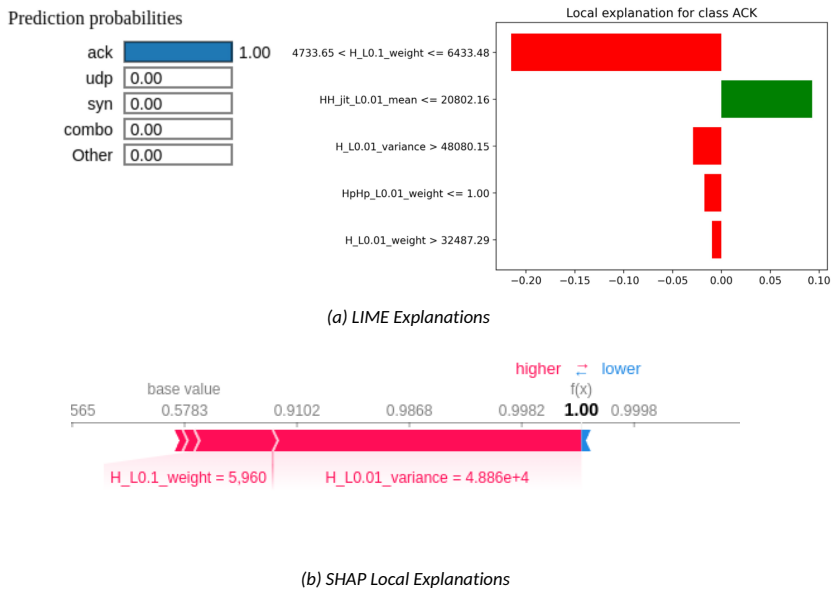 Prediction probabilities
ack 1.00
udp 0.00
syn 0.00
combo 0.00
Other 0.00
Local explanation for class ACK
4733.65 < H_L0.1_weight <= 6433.48
HH_jit_L0.01_mean <= 20802.16
H_L0.01_variance > 48080.15
HpHp_L0.01_weight <= 1.00
H_L0.01_weight > 32487.29
−0.20 −0.15 −0.10 −0.05 0.00 0.05 0.10
(a) LIME Explanations
higher ⇄ lower
base value f(x)
565 0.5783 0.9102 0.9868 0.9982 1.00 0.9998
H_L0.1_weight = 5,960 H_L0.01_variance = 4.886e+4
(b) SHAP Local Explanations